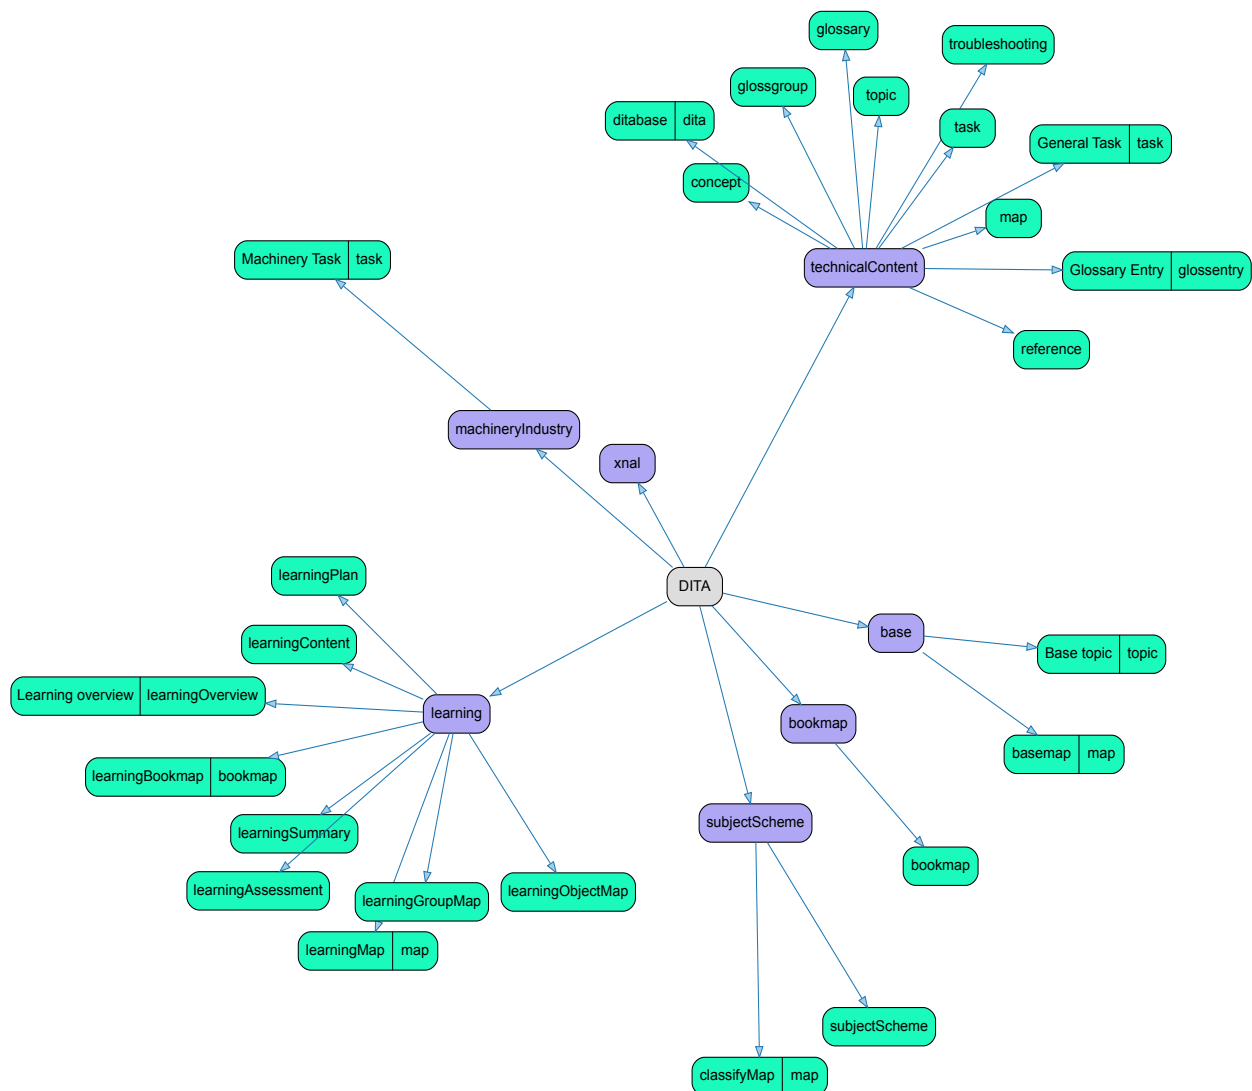 glossary
troubleshooting
glossgroup
topic
ditabase dita
task
General Task task
concept
map
Machinery Task task
technicalContent
Glossary Entry glossentry
reference
machineryIndustry
xnal
learningPlan
DITA
base
learningContent
Base topic topic
Learning overview learningOverview
learning
bookmap
basemap map
learningBookmap bookmap
subjectScheme
learningSummary
bookmap
learningAssessment
learningObjectMap
learningGroupMap
learningMap map
subjectScheme
classifyMap map